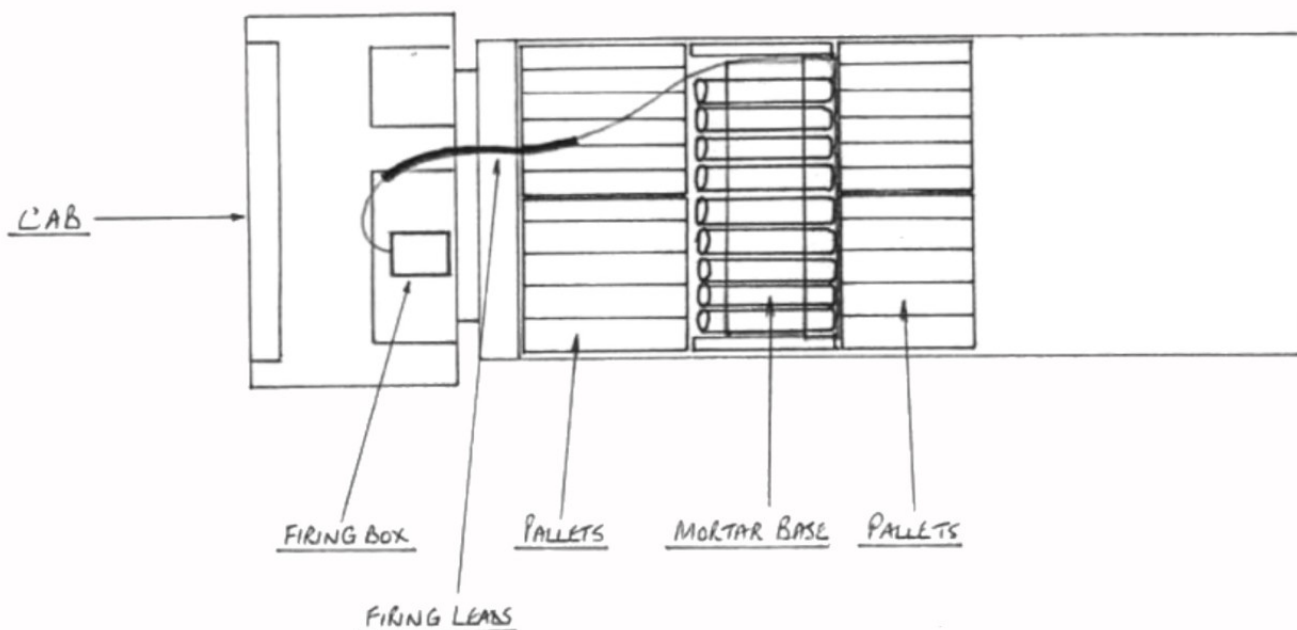 CAB
FIRING BOX
PALLETS
MORTAR BASE
PALLETS
FIRING LEADS